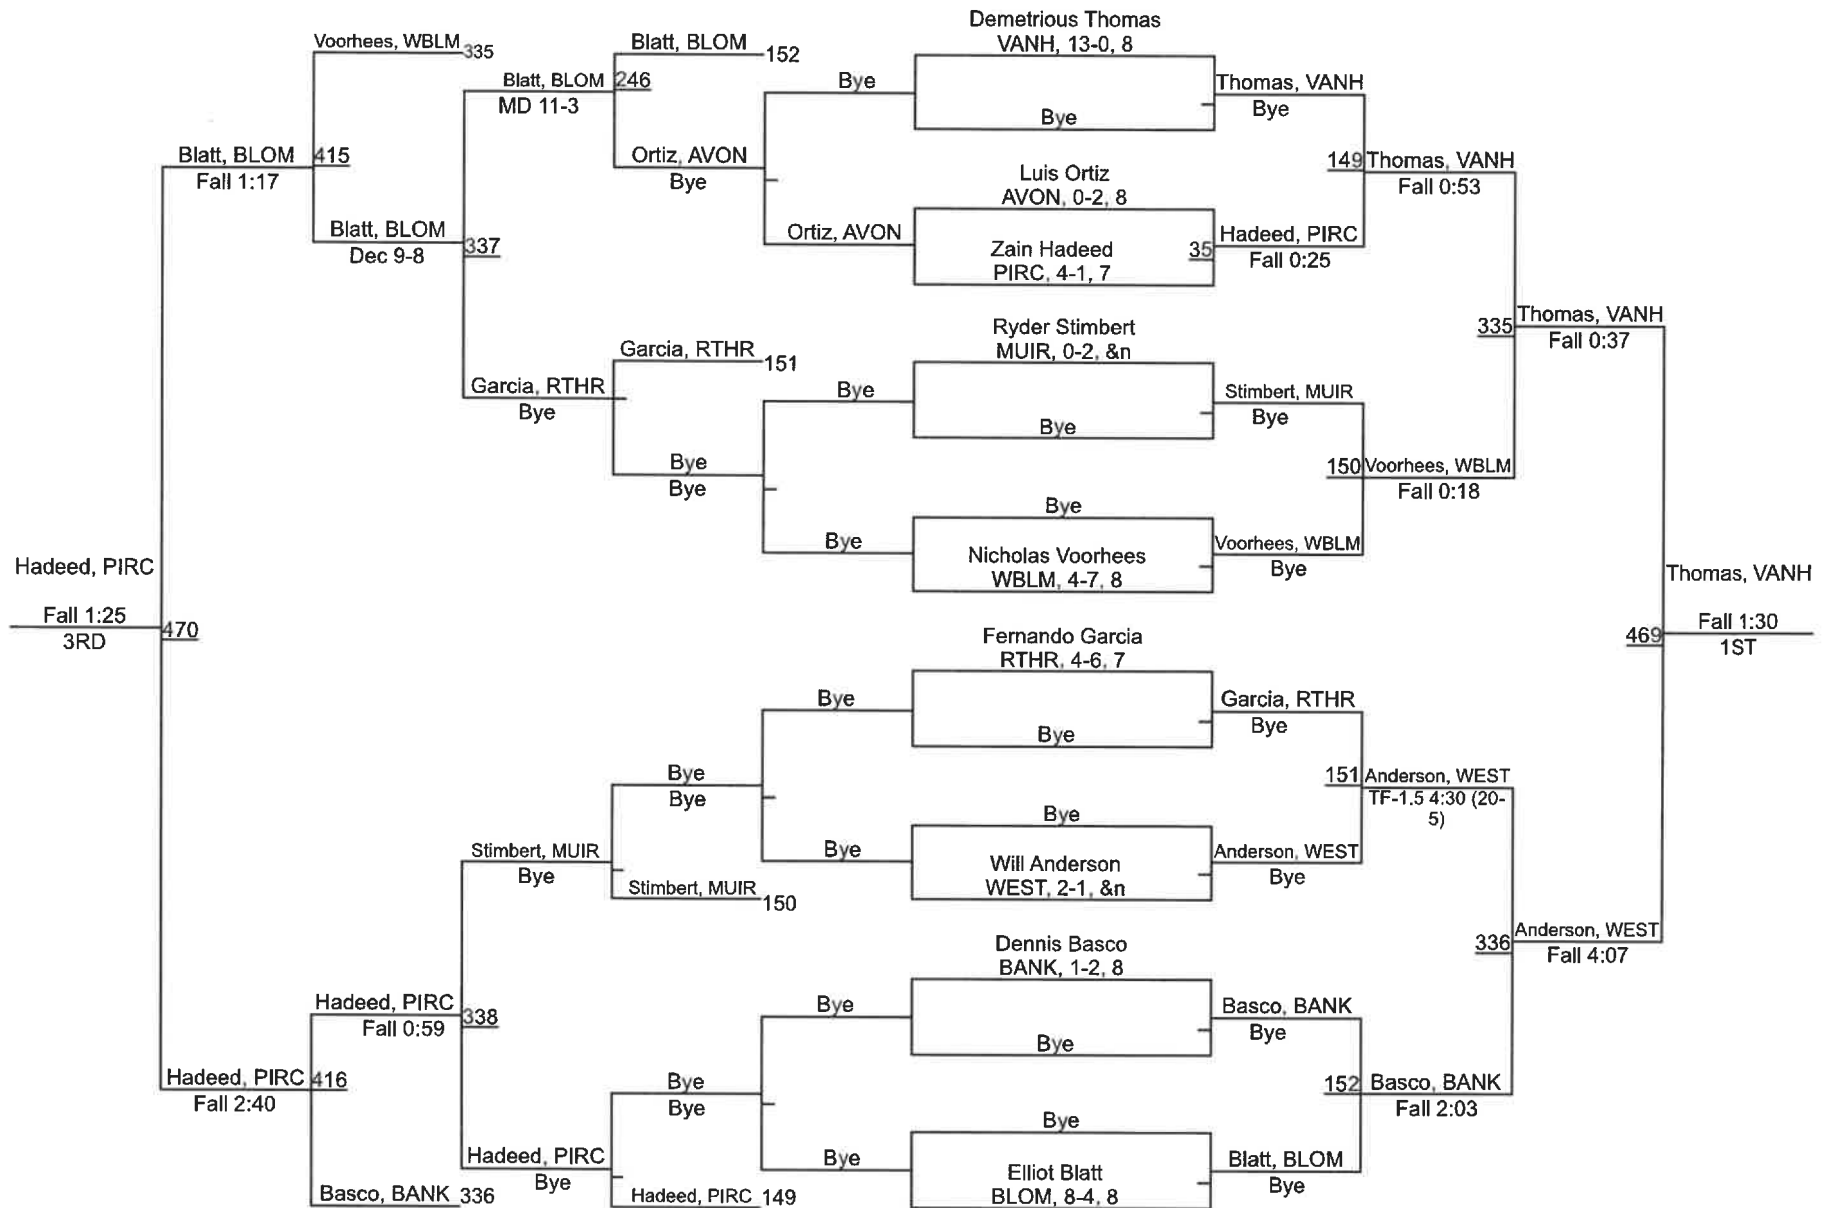 Demetrious Thomas
VANH, 13-0, 8
Voorhees, WBLM 335
Blatt, BLOM 152
Blatt, BLOM 246
MD 11-3
Bye
Thomas, VANH
Bye
Bye
Blatt, BLOM 415
Fall 1:17
Ortiz, AVON
Bye
149 Thomas, VANH
Fall 0:53
Luis Ortiz
AVON, 0-2, 8
Blatt, BLOM 337
Dec 9-8
Ortiz, AVON
Zain Hadeed
PIRC, 4-1, 7
35 Hadeed, PIRC
Fall 0:25
335 Thomas, VANH
Fall 0:37
Ryder Stimbert
MUIR, 0-2, &n
Garcia, RTHR 151
Garcia, RTHR
Bye
Bye
Stimbert, MUIR
Bye
Bye
Bye
Bye
150 Voorhees, WBLM
Fall 0:18
Bye
Bye
Nicholas Voorhees
WBLM, 4-7, 8
Voorhees, WBLM
Bye
Hadeed, PIRC
Fall 1:25
3RD
470
Thomas, VANH
469 Fall 1:30
1ST
Fernando Garcia
RTHR, 4-6, 7
Bye
Garcia, RTHR
Bye
Bye
Bye
Bye
151 Anderson, WEST
TF-1.5 4:30 (20-
5)
Bye
Stimbert, MUIR
Bye
Bye
Will Anderson
WEST, 2-1, &n
Anderson, WEST
Bye
Stimbert, MUIR 150
336 Anderson, WEST
Fall 4:07
Dennis Basco
BANK, 1-2, 8
Hadeed, PIRC 338
Fall 0:59
Bye
Basco, BANK
Bye
Bye
Hadeed, PIRC 416
Fall 2:40
Bye
Bye
152 Basco, BANK
Fall 2:03
Bye
Hadeed, PIRC
Bye
Bye
Elliot Blatt
BLOM, 8-4, 8
Blatt, BLOM
Bye
Basco, BANK 336
Hadeed, PIRC 149